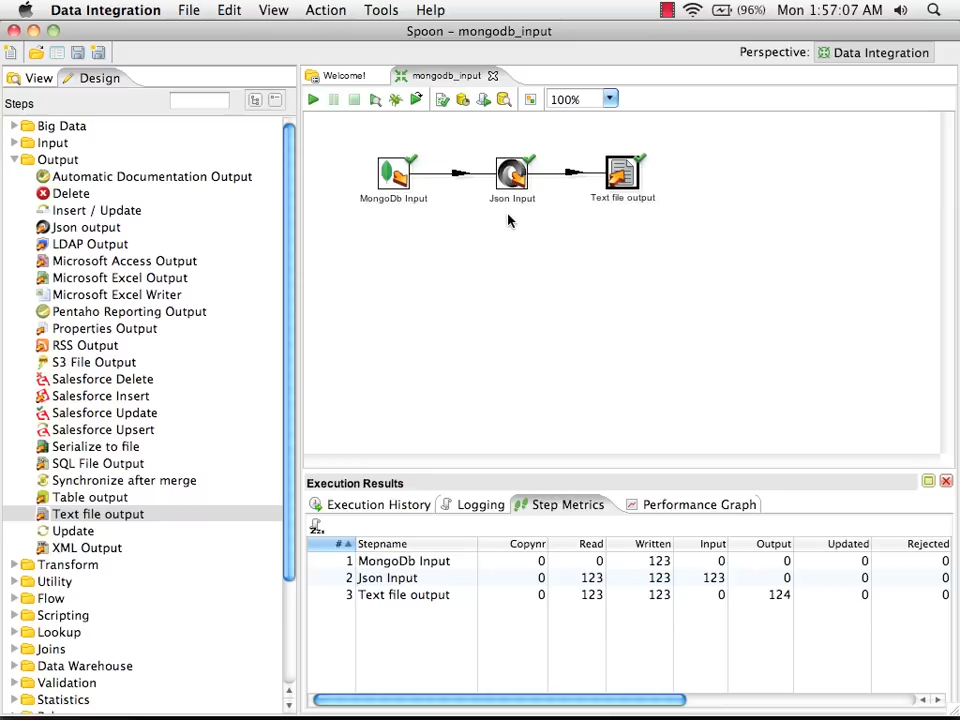 Data Integration File Edit View Action Tools Help (96%) Mon 1:57:07 AM
Spoon - mongodb_input
Perspective: Data Integration
View Design
Welcome! mongodb_input
Steps
100%
Big Data
Input
Output
Automatic Documentation Output
Delete
Insert / Update
Json output
LDAP Output
Microsoft Access Output
Microsoft Excel Output
Microsoft Excel Writer
Pentaho Reporting Output
Properties Output
RSS Output
S3 File Output
Salesforce Delete
Salesforce Insert
Salesforce Update
Salesforce Upsert
Serialize to file
SQL File Output
Synchronize after merge
Table output
Text file output
Update
XML Output
Transform
Utility
Flow
Scripting
Lookup
Joins
Data Warehouse
Validation
Statistics
MongoDb Input Json Input Text file output
Execution Results
Execution History Logging Step Metrics Performance Graph
# Stepname Copynr Read Written Input Output Updated Rejected
1 MongoDb Input 0 0 123 0 0 0 0
2 Json Input 0 123 123 123 0 0 0
3 Text file output 0 123 123 0 124 0 0